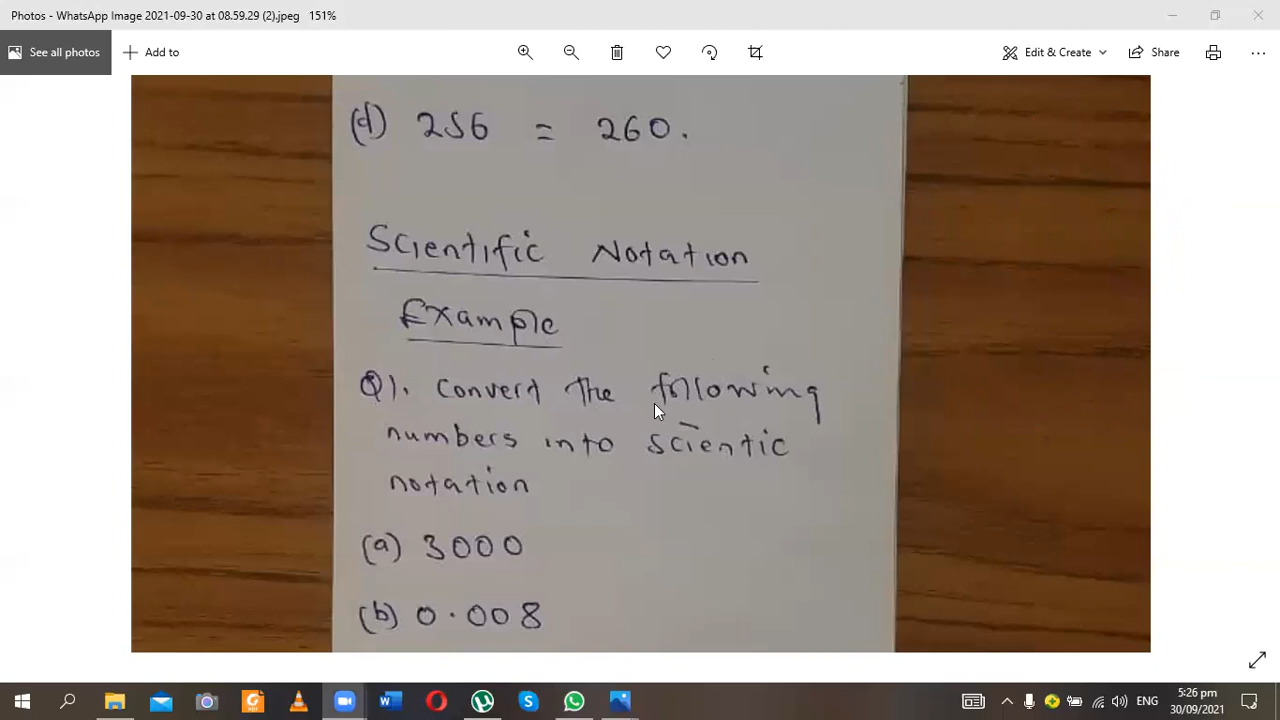 Photos - WhatsApp Image 2021-09-30 at 08.59.29 (2).jpeg 151%
See all photos
Add to
Edit & Create
Share
(d) 256 = 260.
Scientific Notation
Example
Q1. Convert the following
numbers into scientic
notation
(a) 3000
(b) 0.008
ENG
5:26 pm
30/09/2021